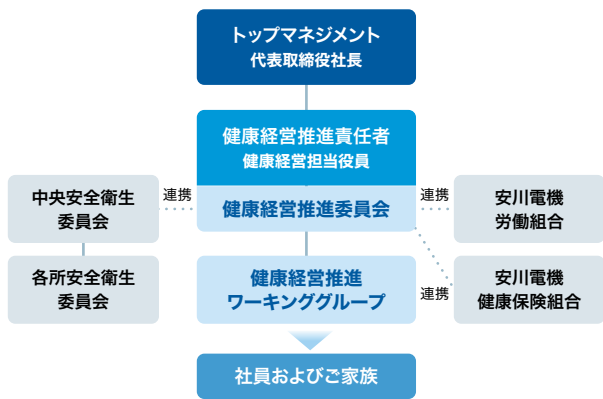 トップマネジメント
代表取締役社長
健康経営推進責任者
健康経営担当役員
中央安全衛生
委員会
連携
健康経営推進委員会
連携
安川電機
労働組合
各所安全衛生
委員会
健康経営推進
ワーキンググループ
連携
安川電機
健康保険組合
社員およびご家族